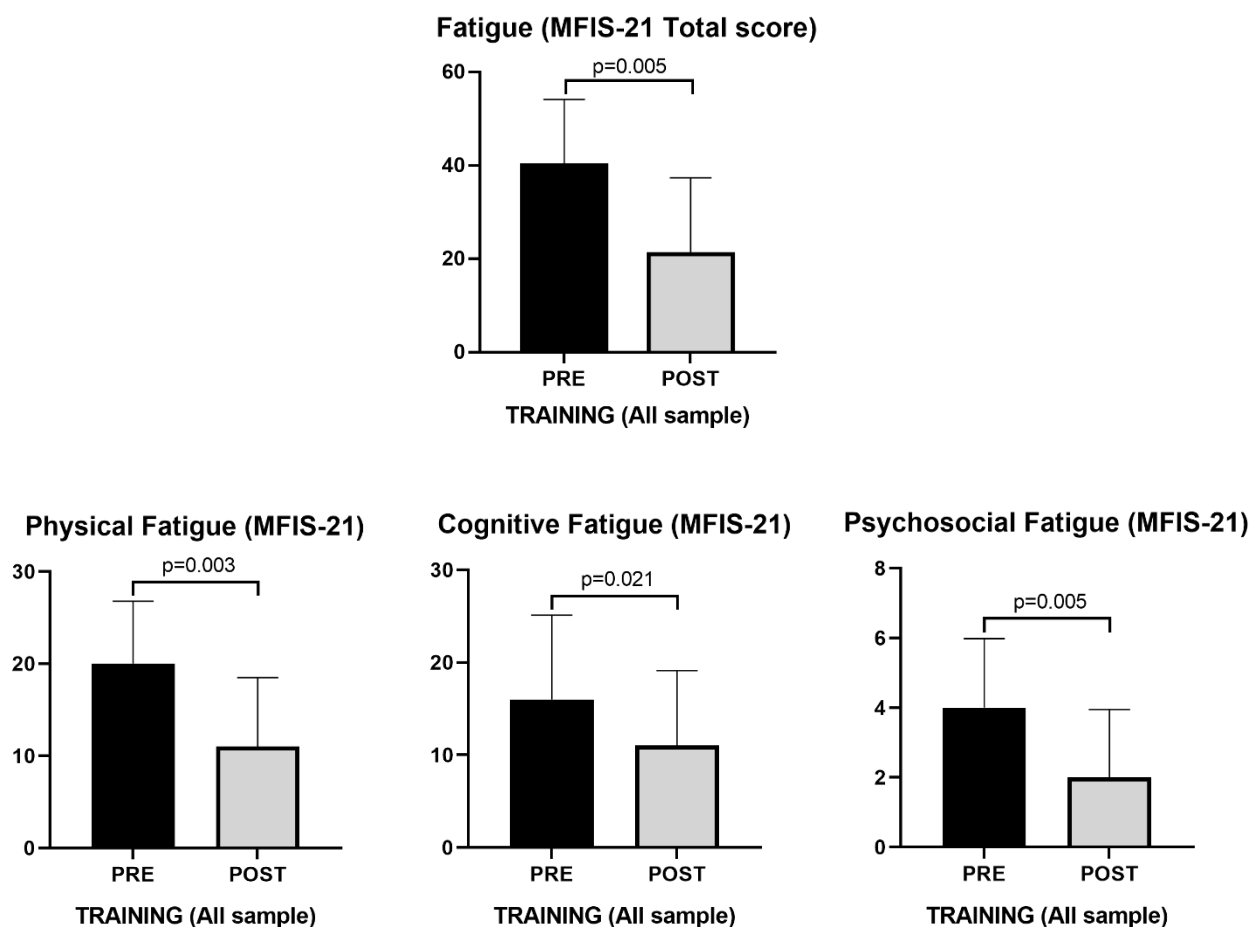 Fatigue (MFIS-21 Total score)
60
p=0.005
40
20
0
PRE POST
TRAINING (All sample)
Physical Fatigue (MFIS-21)
30
p=0.003
20
10
0
PRE POST
TRAINING (All sample)
Cognitive Fatigue (MFIS-21)
30
p=0.021
20
10
0
PRE POST
TRAINING (All sample)
Psychosocial Fatigue (MFIS-21)
8
p=0.005
6
4
2
0
PRE POST
TRAINING (All sample)